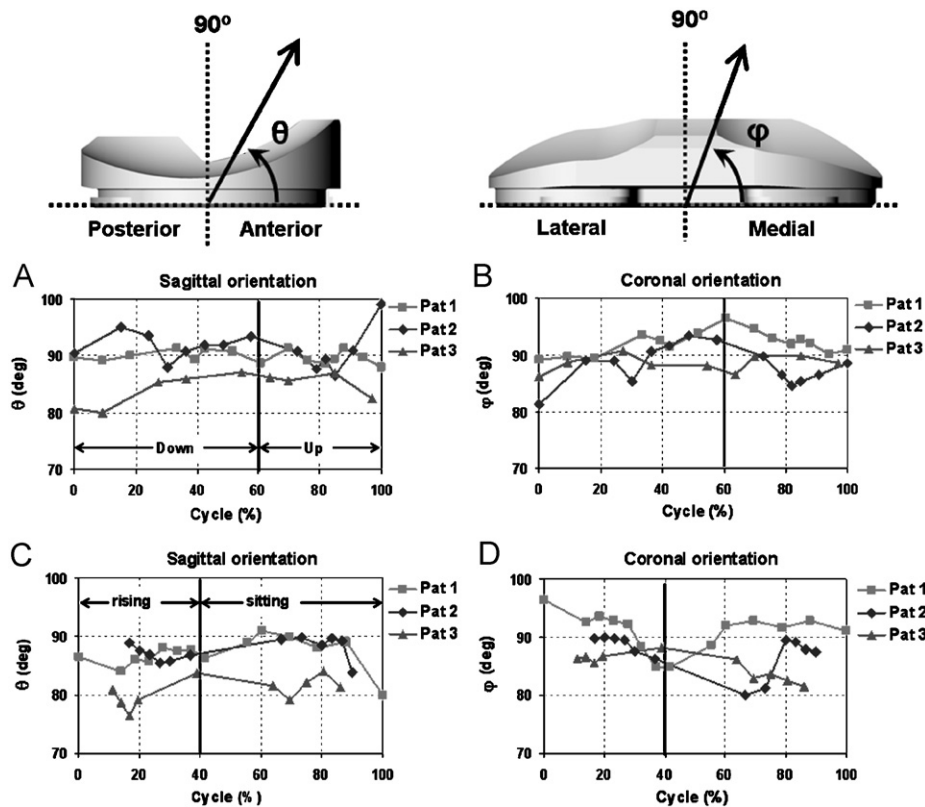 90º
90º
θ
φ
Posterior
Anterior
Lateral
Medial
A
Sagittal orientation
100
90
80
70
θ (deg)
Down
Up
0
20
40
60
80
100
Cycle (%)
Pat 1
Pat 2
Pat 3
B
Coronal orientation
100
90
80
70
φ (deg)
0
20
40
60
80
100
Cycle (%)
Pat 1
Pat 2
Pat 3
C
Sagittal orientation
100
90
80
70
θ (deg)
rising
sitting
0
20
40
60
80
100
Cycle (%)
Pat 1
Pat 2
Pat 3
D
Coronal orientation
100
90
80
70
φ (deg)
0
20
40
60
80
100
Cycle (%)
Pat 1
Pat 2
Pat 3